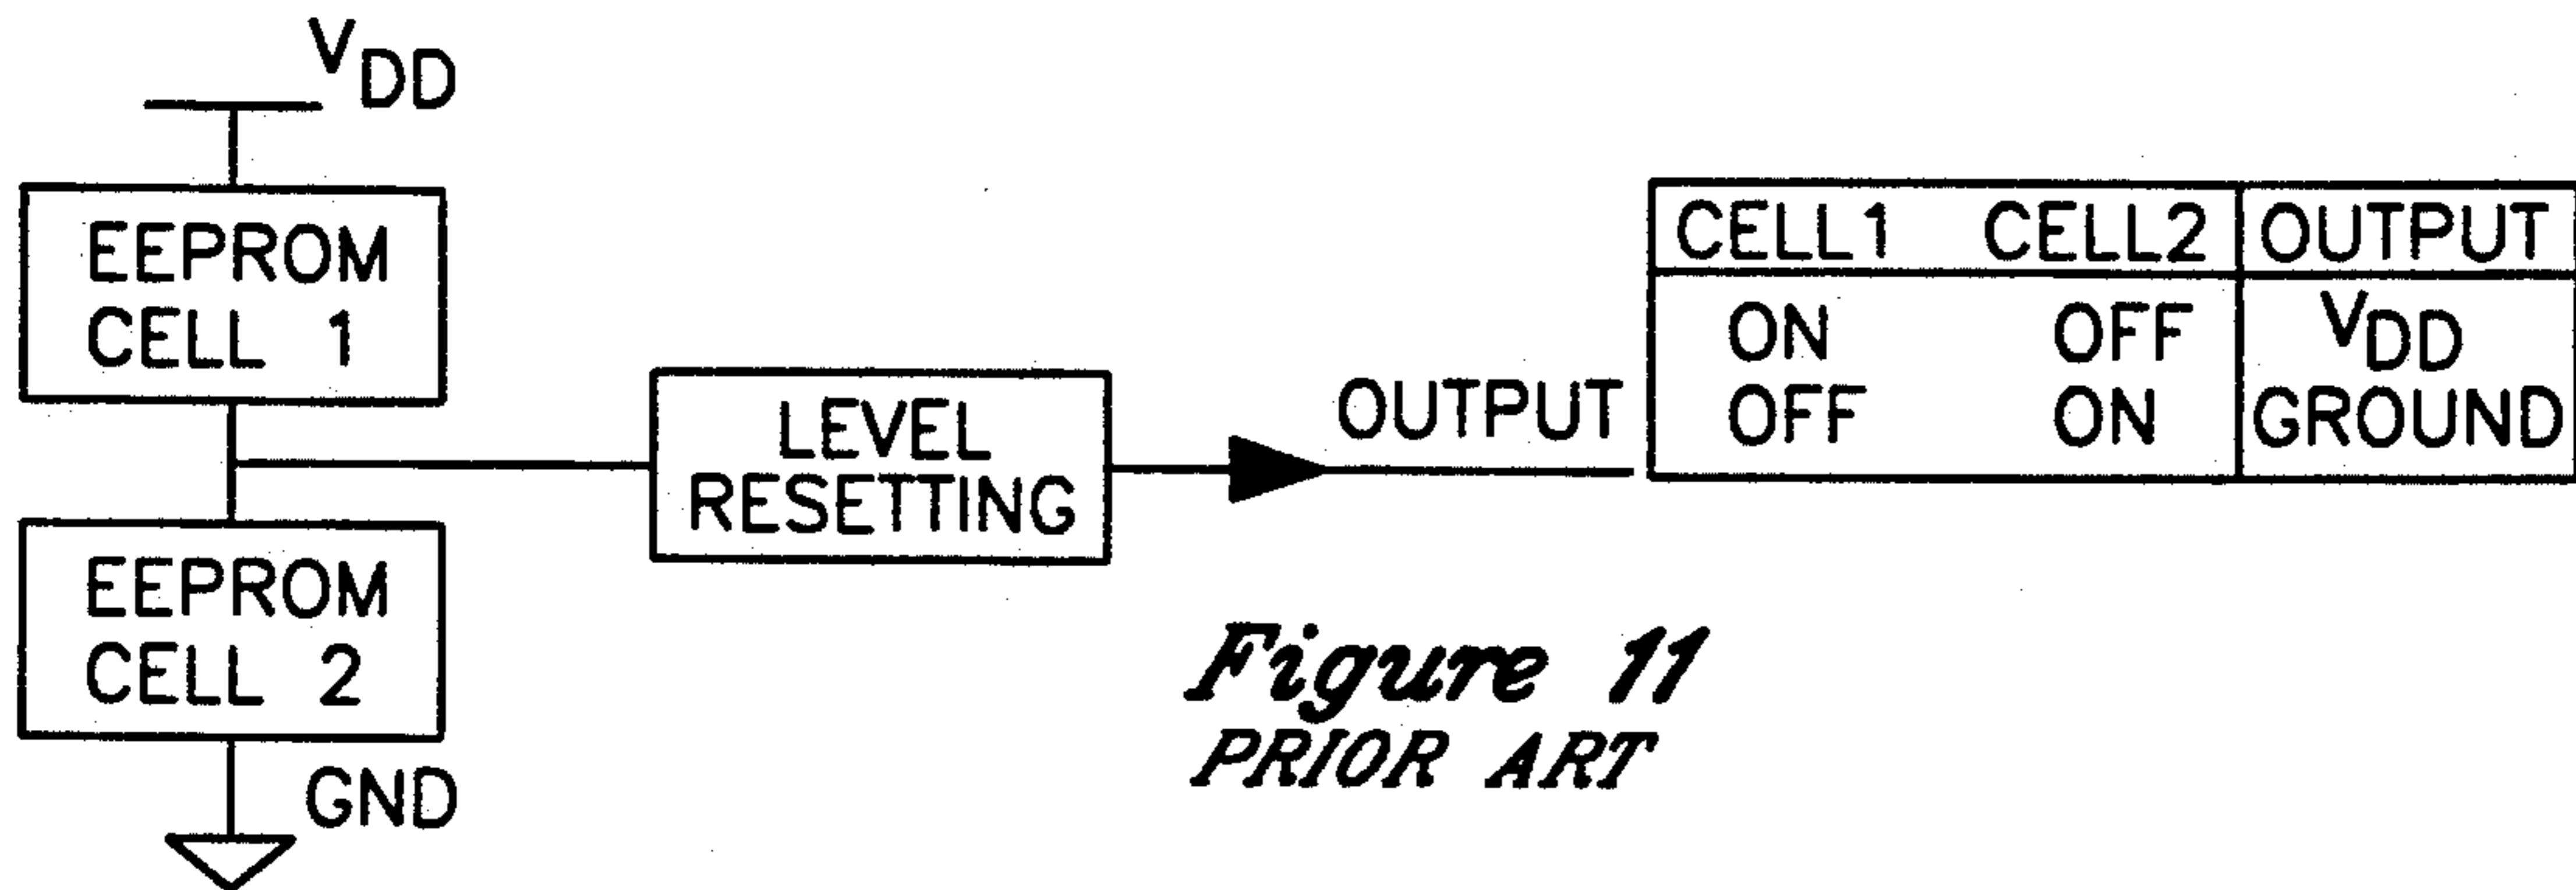 VDD
EEPROM
CELL 1
LEVEL
RESETTING
EEPROM
CELL 2
GND
OUTPUT
CELL1 CELL2 OUTPUT
ON OFF VDD
OFF ON GROUND
Figure 11
PRIOR ART